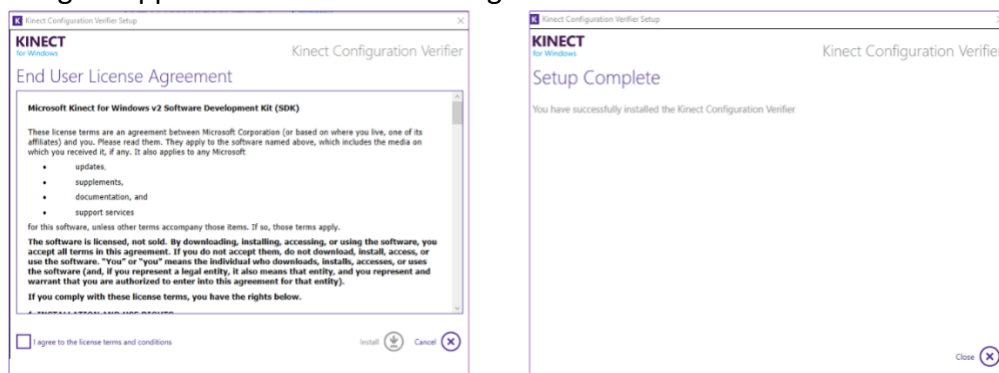 Kinect Configuration Verifier Setup
KINECT
for Windows
Kinect Configuration Verifier
End User License Agreement
Microsoft Kinect for Windows v2 Software Development Kit (SDK)
These license terms are an agreement between Microsoft Corporation (or based on where you live, one of its
affiliates) and you. Please read them. They apply to the software named above, which includes the media on
which you received it, if any. It also applies to any Microsoft
• updates,
• supplements,
• documentation, and
• support services
for this software, unless other terms accompany those items. If so, those terms apply.
The software is licensed, not sold. By downloading, installing, accessing, or using the software, you
accept all terms in this agreement. If you do not accept them, do not download, install, access, or
use the software. "You" or "you" means the individual who downloads, installs, accesses, or uses
the software (and, if you represent a legal entity, it also means that entity, and you represent and
warrant that you are authorized to enter into this agreement for that entity).
If you comply with these license terms, you have the rights below.
I agree to the license terms and conditions
Install
Cancel
Kinect Configuration Verifier Setup
KINECT
for Windows
Kinect Configuration Verifie
Setup Complete
You have successfully installed the Kinect Configuration Verifier
Close